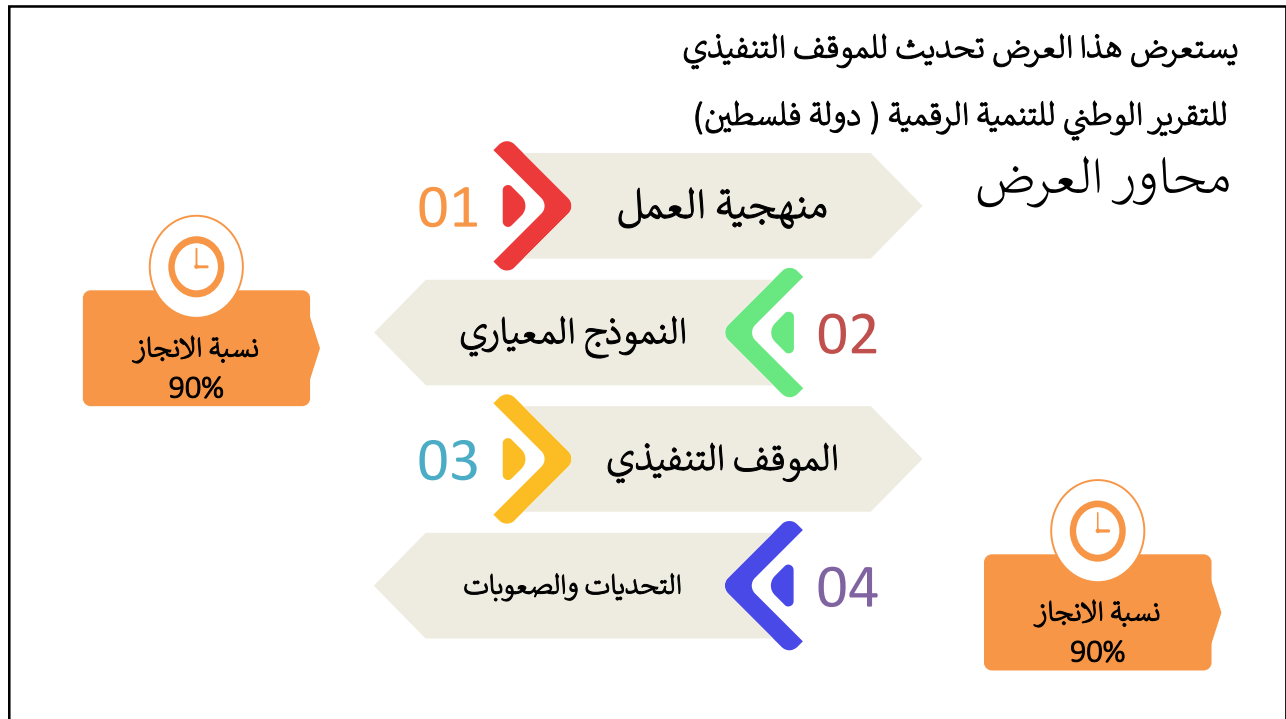 يستعرض هذا العرض تحديث للموقف التنفيذي
للتقرير الوطني للتنمية الرقمية ( دولة فلسطين)
محاور العرض
01
منهجية العمل
02
النموذج المعياري
نسبة الانجاز
90%
03
الموقف التنفيذي
04
التحديات والصعوبات
نسبة الانجاز
90%